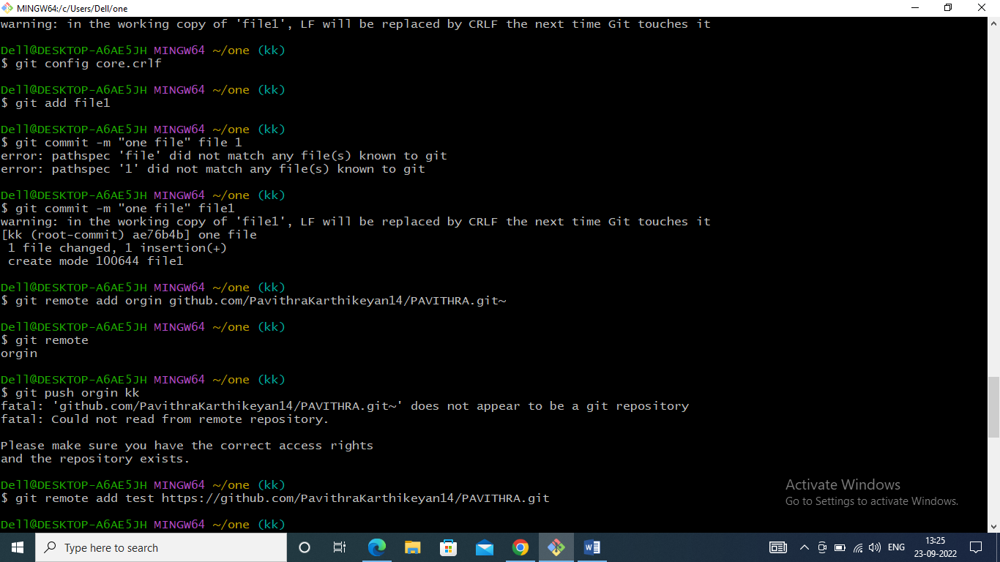 MINGW64:/c/Users/Dell/one
warning: in the working copy of 'file1', LF will be replaced by CRLF the next time Git touches it
Dell@DESKTOP-A6AE5JH MINGW64 ~/one (kk)
$ git config core.crlf
Dell@DESKTOP-A6AE5JH MINGW64 ~/one (kk)
$ git add file1
Dell@DESKTOP-A6AE5JH MINGW64 ~/one (kk)
$ git commit -m "one file" file 1
error: pathspec 'file' did not match any file(s) known to git
error: pathspec '1' did not match any file(s) known to git
Dell@DESKTOP-A6AE5JH MINGW64 ~/one (kk)
$ git commit -m "one file" file1
warning: in the working copy of 'file1', LF will be replaced by CRLF the next time Git touches it
[kk (root-commit) ae76b4b] one file
 1 file changed, 1 insertion(+)
 create mode 100644 file1
Dell@DESKTOP-A6AE5JH MINGW64 ~/one (kk)
$ git remote add orgin github.com/PavithraKarthikeyan14/PAVITHRA.git~
Dell@DESKTOP-A6AE5JH MINGW64 ~/one (kk)
$ git remote
orgin
Dell@DESKTOP-A6AE5JH MINGW64 ~/one (kk)
$ git push orgin kk
fatal: 'github.com/PavithraKarthikeyan14/PAVITHRA.git~' does not appear to be a git repository
fatal: Could not read from remote repository.
Please make sure you have the correct access rights
and the repository exists.
Dell@DESKTOP-A6AE5JH MINGW64 ~/one (kk)
$ git remote add test https://github.com/PavithraKarthikeyan14/PAVITHRA.git
Dell@DESKTOP-A6AE5JH MINGW64 ~/one (kk)
Activate Windows
Go to Settings to activate Windows.
Type here to search
ENG
13:25
23-09-2022